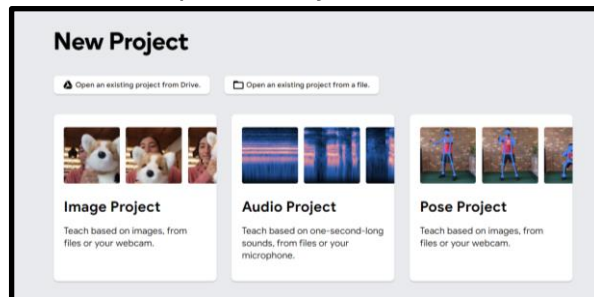 New Project
Open an existing project from Drive.
Open an existing project from a file.
Image Project
Teach based on images, from
files or your webcam.
Audio Project
Teach based on one-second-long
sounds, from files or your
microphone.
Pose Project
Teach based on images, from
files or your webcam.